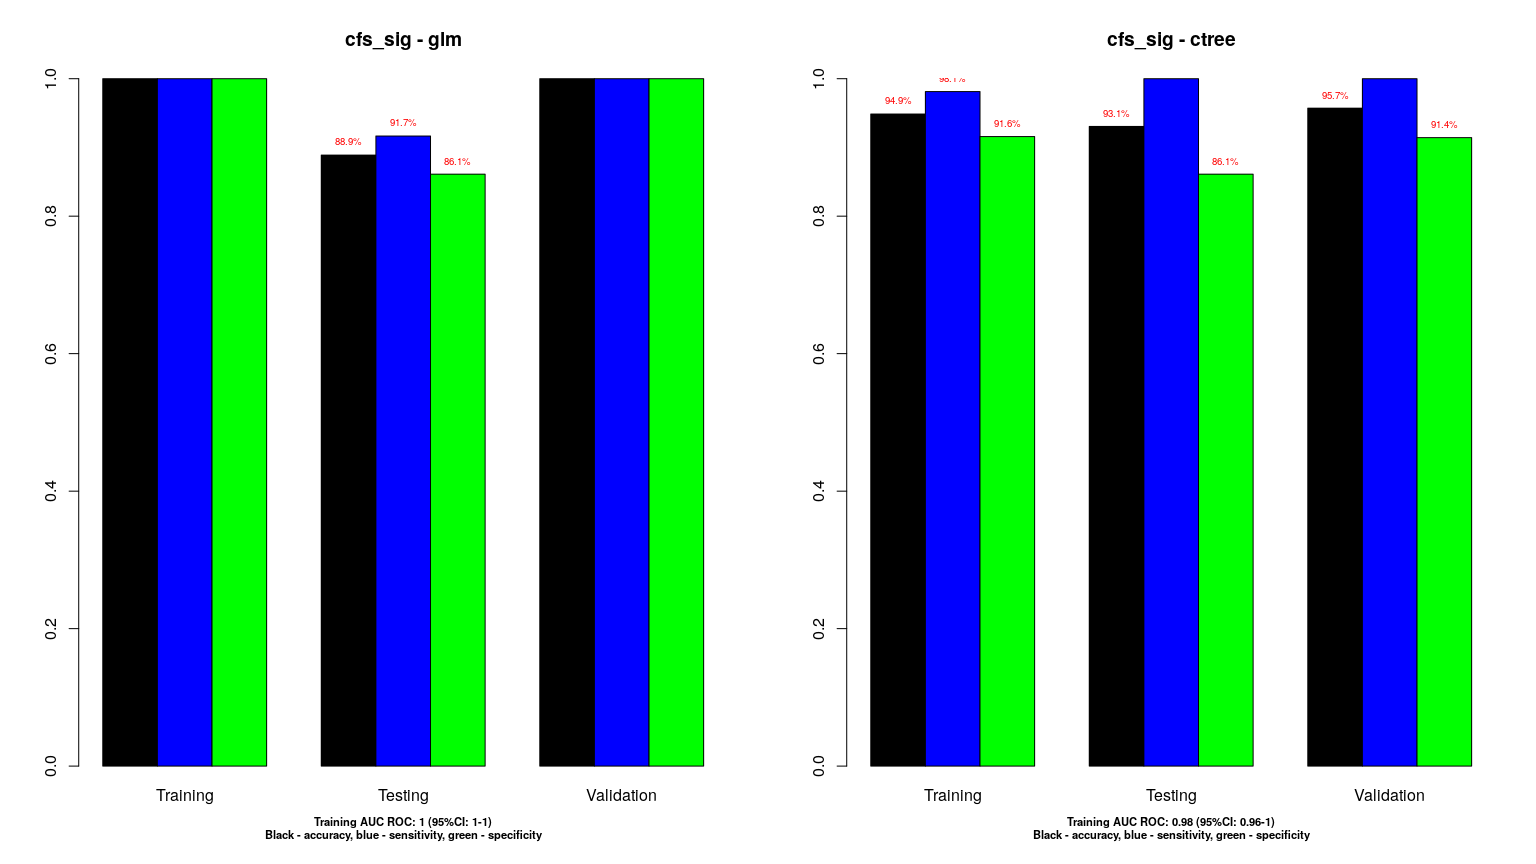 cfs_sig - glm
1.0
0.8
0.6
0.4
0.2
0.0
88.9%
91.7%
86.1%
Training
Testing
Validation
Training AUC ROC: 1 (95%CI: 1-1)
Black - accuracy, blue - sensitivity, green - specificity
cfs_sig - ctree
1.0
0.8
0.6
0.4
0.2
0.0
94.9%
98.1%
91.6%
93.1%
86.1%
95.7%
91.4%
Training
Testing
Validation
Training AUC ROC: 0.98 (95%CI: 0.96-1)
Black - accuracy, blue - sensitivity, green - specificity